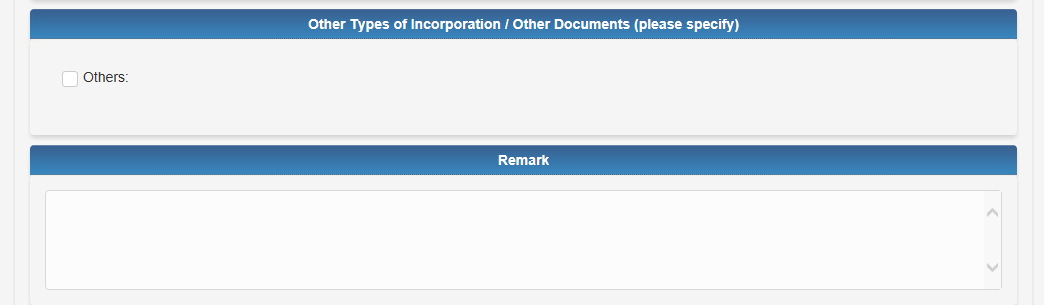 Other Types of Incorporation / Other Documents (please specify)
Others:
Remark